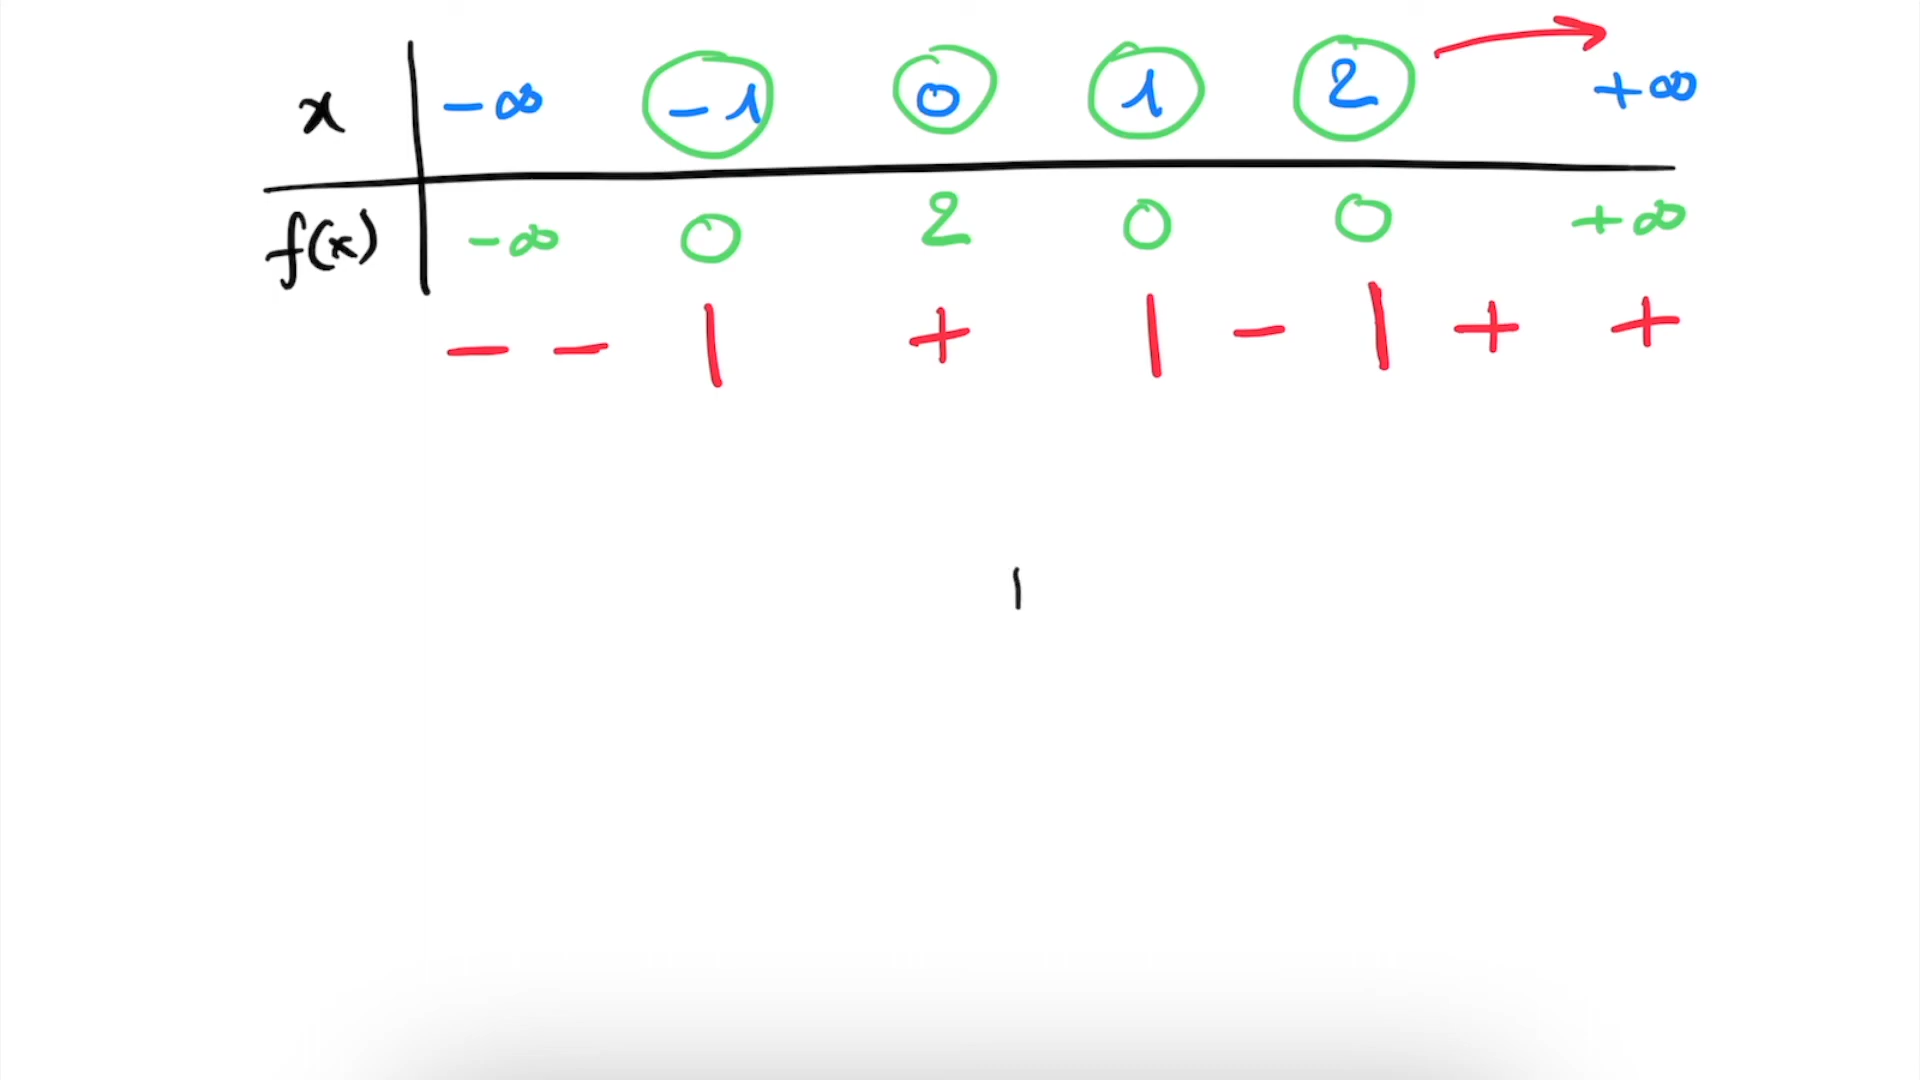 x | -∞ -1 0 1 2 +∞
f(x) | -∞ 0 2 0 0 +∞
- - | + | - | + +